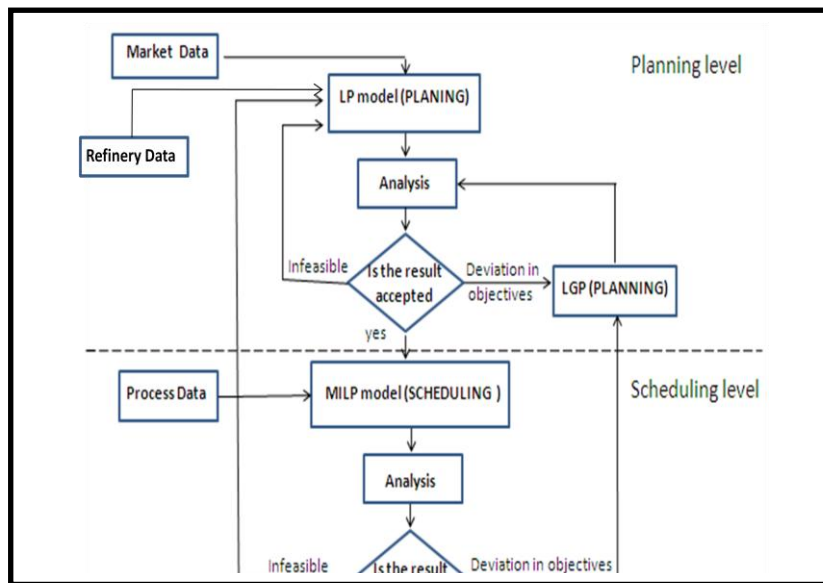 Market Data
Planning level
LP model (PLANING)
Refinery Data
Analysis
Infeasible
Is the result
accepted
Deviation in
objectives
LGP (PLANNING)
yes
Process Data
MILP model (SCHEDULING )
Scheduling level
Analysis
Infeasible
Is the result
Deviation in objectives